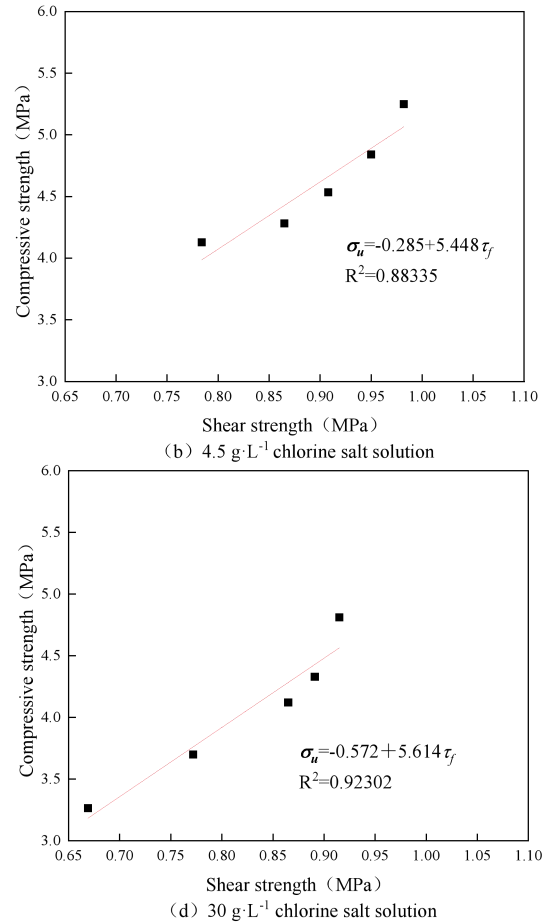 6.0
5.5
5.0
4.5
4.0
3.5
3.0
Compressive strength（MPa）
σu=-0.285+5.448τf
R2=0.88335
0.65 0.70 0.75 0.80 0.85 0.90 0.95 1.00 1.05 1.10
Shear strength（MPa）
（b）4.5 g·L-1 chlorine salt solution
6.0
5.5
5.0
4.5
4.0
3.5
3.0
Compressive strength（MPa）
σu=-0.572＋5.614τf
R2=0.92302
0.65 0.70 0.75 0.80 0.85 0.90 0.95 1.00 1.05 1.10
Shear strength（MPa）
（d）30 g·L-1 chlorine salt solution